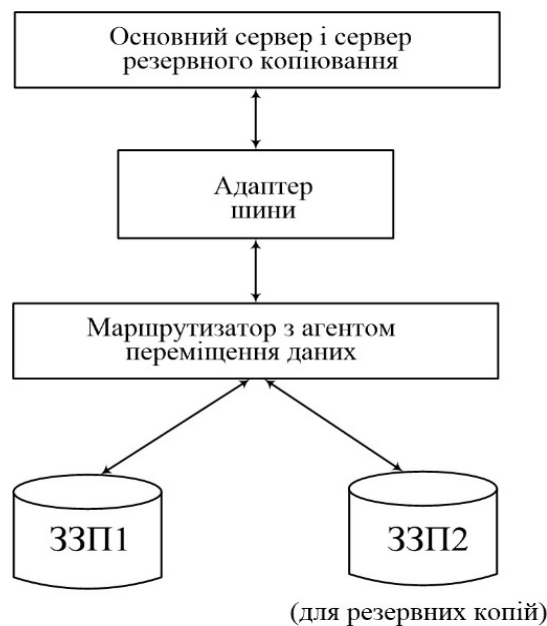 Основний сервер і сервер
резервного копіювання
Адаптер
шини
Маршрутизатор з агентом
переміщення даних
ЗЗП1
ЗЗП2
(для резервних копій)